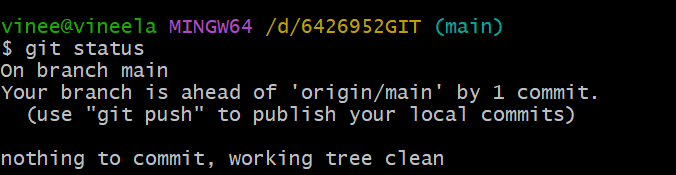 vinee@vineela MINGW64 /d/6426952GIT (main)
$ git status
On branch main
Your branch is ahead of 'origin/main' by 1 commit.
  (use "git push" to publish your local commits)

nothing to commit, working tree clean